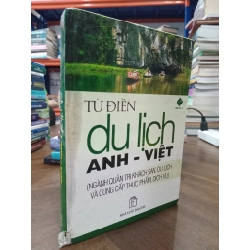 TỪ ĐIỂN
du lịch
ANH - VIỆT
(NGÀNH QUẢN TRỊ KHÁCH SẠN, DU LỊCH
VÀ CUNG CẤP THỰC PHẨM, DỊCH VỤ)